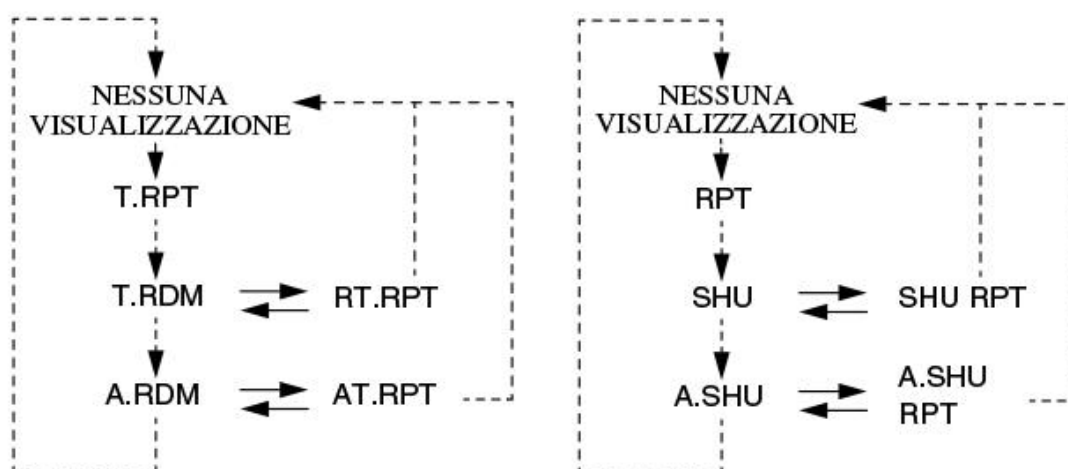 NESSUNA
VISUALIZZAZIONE
T.RPT
T.RDM
RT.RPT
A.RDM
AT.RPT
NESSUNA
VISUALIZZAZIONE
RPT
SHU
SHU RPT
A.SHU
A.SHU
RPT